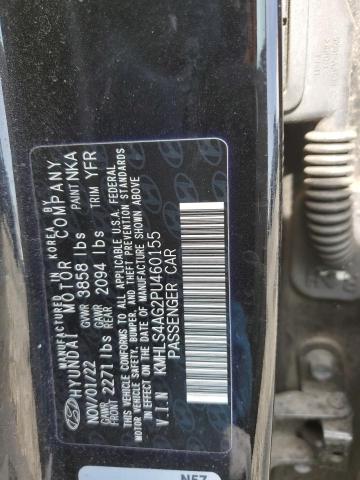 MANUFACTURED IN KOREA BY
HYUNDAI MOTOR COMPANY
NOV/01/22 GVWR 3858 lbs PAINT NKA
GAWR FRONT 2271 lbs GAWR REAR 2094 lbs TRIM YFR
THIS VEHICLE CONFORMS TO ALL APPLICABLE U.S.A. FEDERAL
MOTOR VEHICLE SAFETY, BUMPER, AND THEFT PREVENTION STANDARDS
IN EFFECT ON THE DATE OF MANUFACTURE SHOWN ABOVE.
V.I.N KMHLS4AG2PU460155
PASSENGER CAR
N57